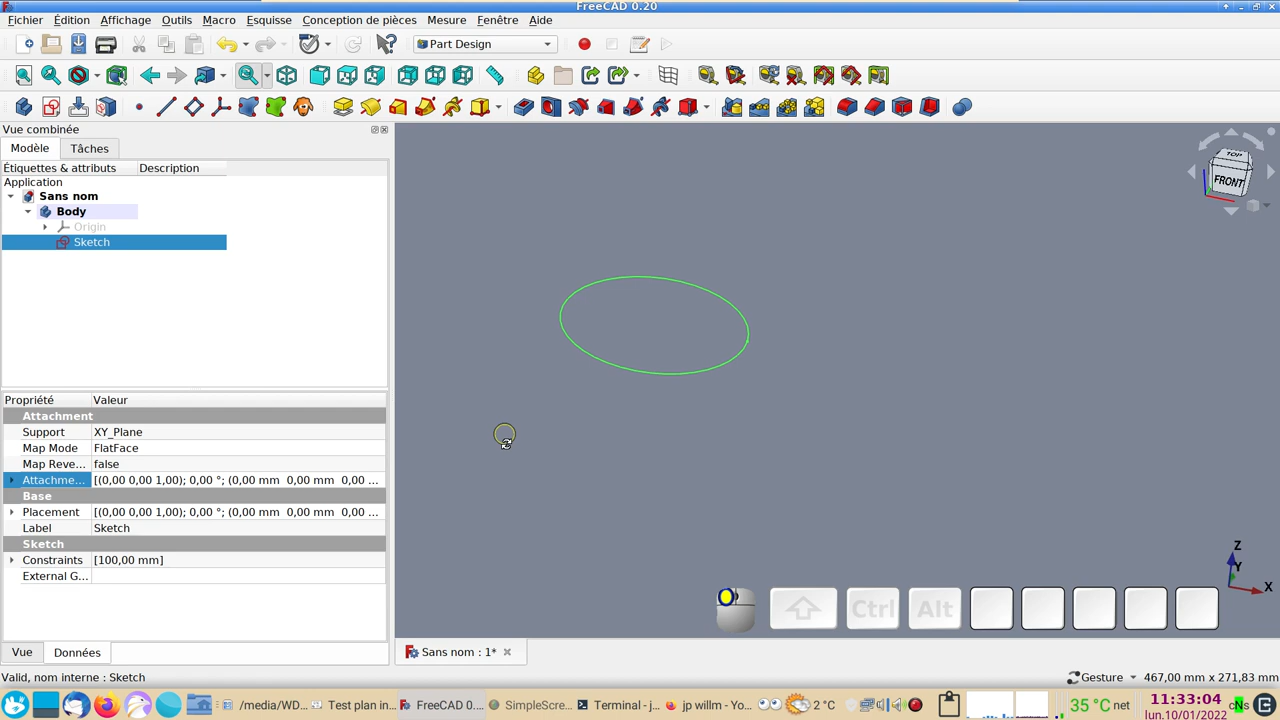 FreeCAD 0.20
Fichier Édition Affichage Outils Macro Esquisse Conception de pièces Mesure Fenêtre Aide
Part Design
Vue combinée
Modèle Tâches
Étiquettes & attributs Description
Application
Sans nom
Body
Origin
Sketch
TOP
FRONT
Propriété Valeur
Attachment
Support XY_Plane
Map Mode FlatFace
Map Reve... false
Attachme... [(0,00 0,00 1,00); 0,00 °; (0,00 mm 0,00 mm 0,00 ...
Base
Placement [(0,00 0,00 1,00); 0,00 °; (0,00 mm 0,00 mm 0,00 ...
Label Sketch
Sketch
Constraints [100,00 mm]
External G...
Z
Y
X
Ctrl Alt
Vue Données
Sans nom : 1*
Valid, nom interne : Sketch
Gesture 467,00 mm x 271,83 mm
/media/WD... Test plan in... FreeCAD 0.... SimpleScre... Terminal - j... jp willm - Yo... 2 °C 35 °C net 11:33:04
lun.10/01/2022
cNs